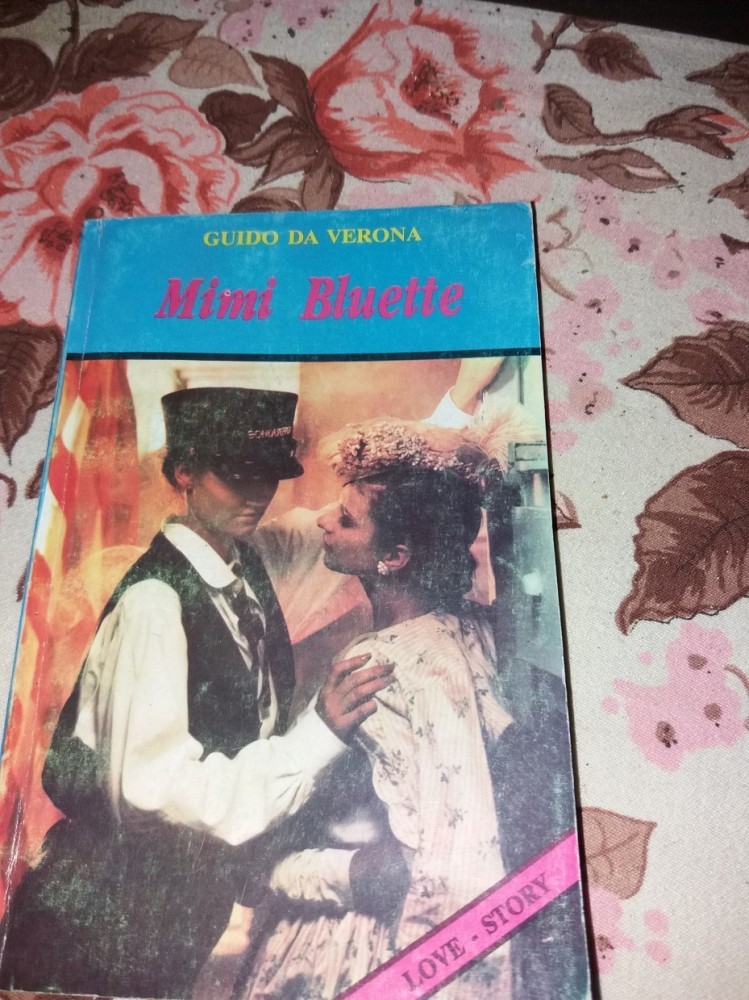 GUIDO DA VERONA
Mimi Bluette
LOVE - STORY